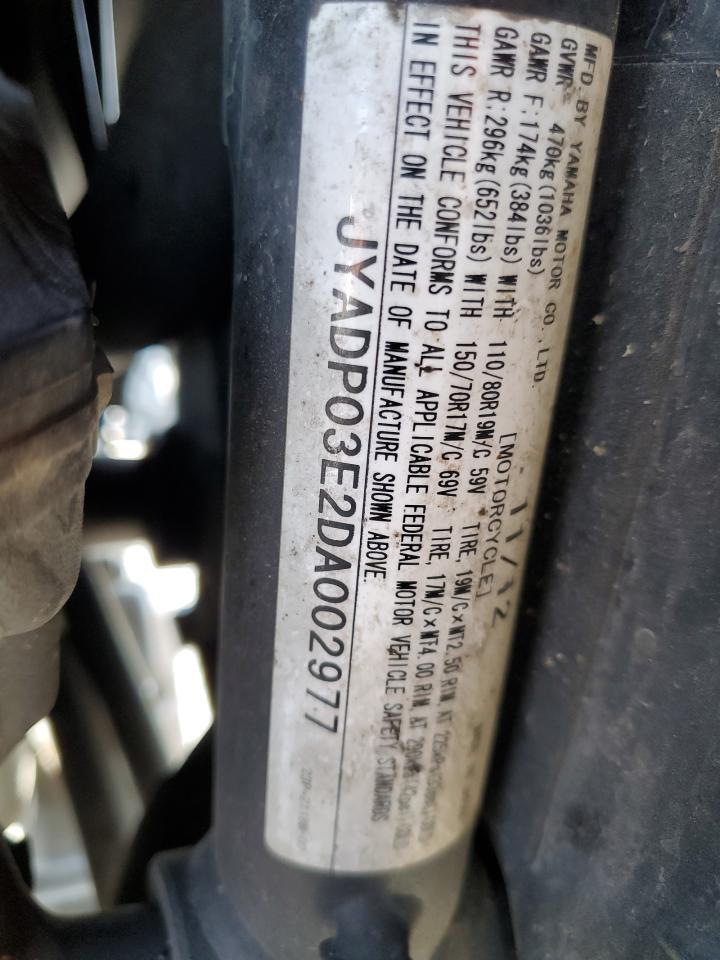 MFD. BY YAMAHA MOTOR CO., LTD. 11/12
GVWR: 470kg(1036lbs) [MOTORCYCLE]
GAWR F:174kg(384lbs) WITH 110/80R19M/C 59V TIRE, 19M/C×MT2.50 RIM, AT 225kPa
GAWR R:296kg(652lbs) WITH 150/70R17M/C 69V TIRE, 17M/C×MT4.00 RIM, AT 290kPa
THIS VEHICLE CONFORMS TO ALL APPLICABLE FEDERAL MOTOR VEHICLE SAFETY STANDARDS
IN EFFECT ON THE DATE OF MANUFACTURE SHOWN ABOVE.
JYADP03E2DA002977